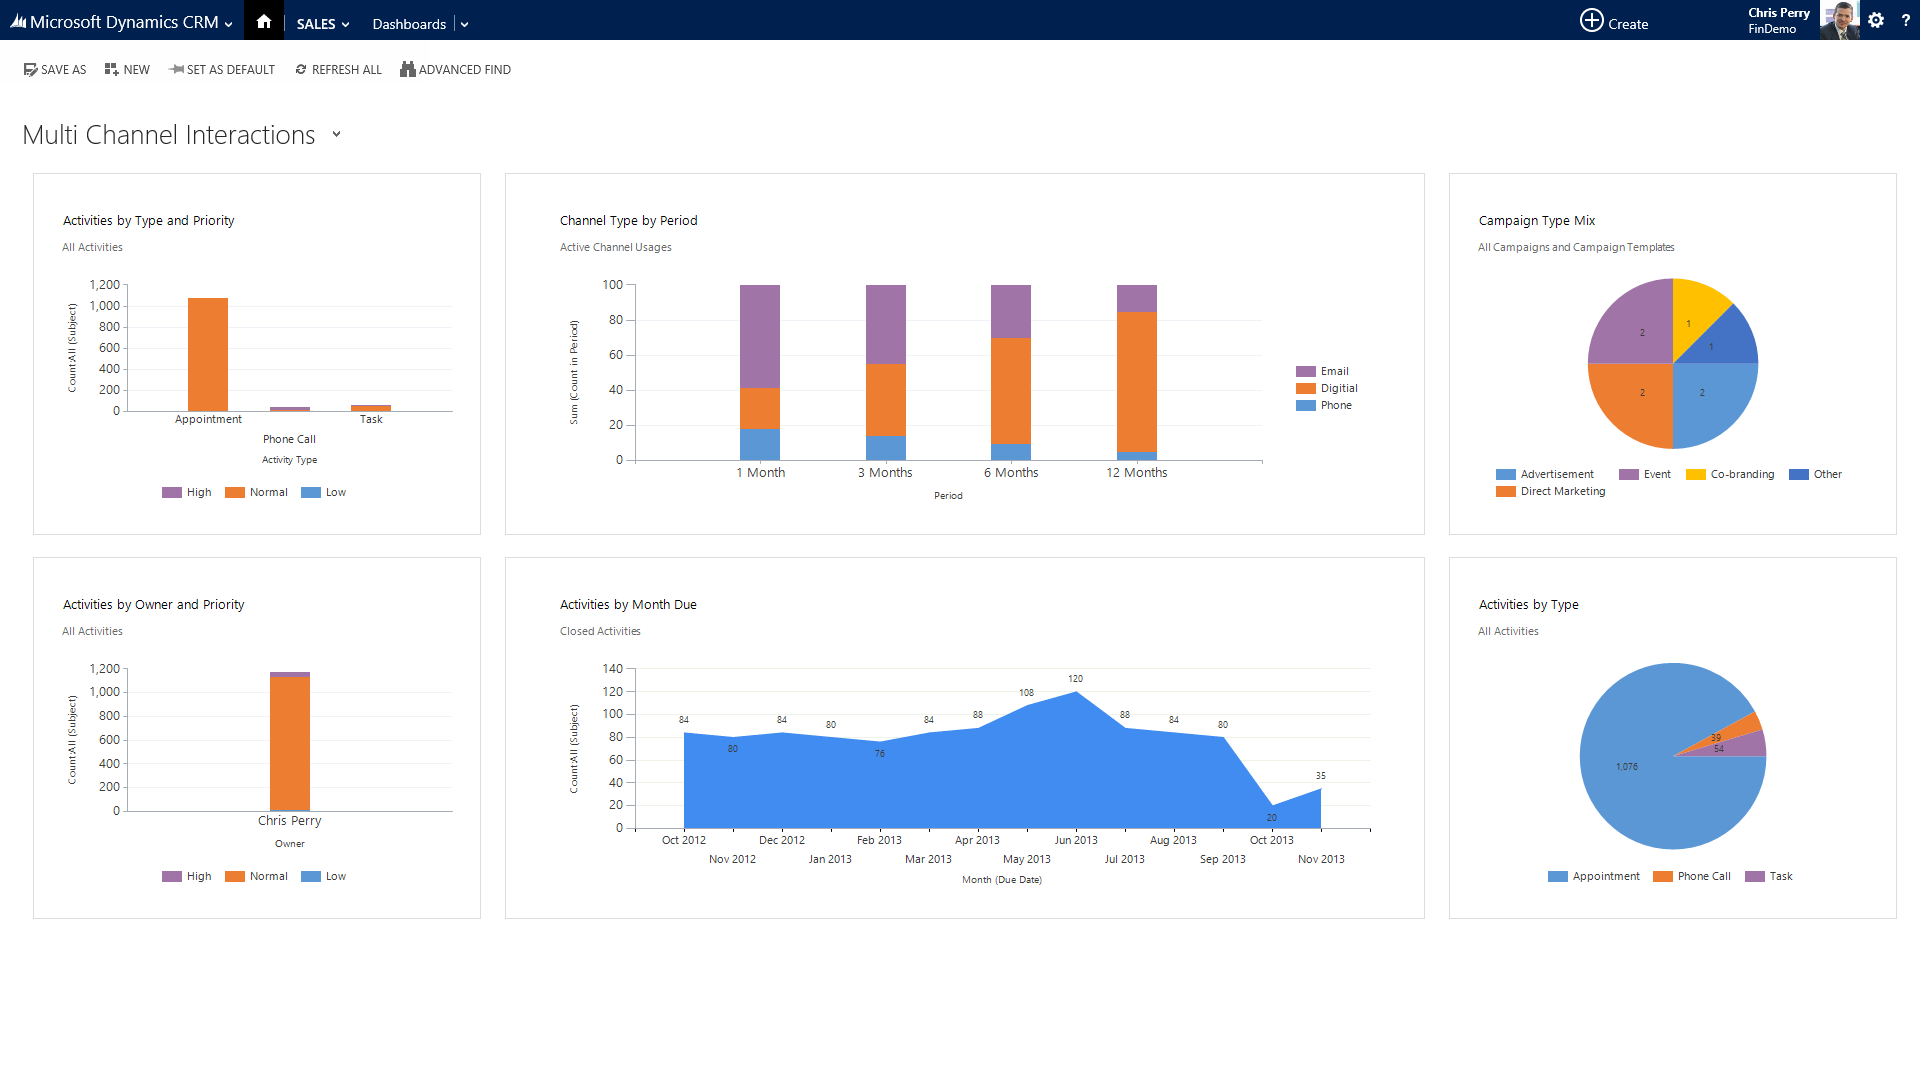 Microsoft Dynamics CRM SALES Dashboards Create Chris Perry FinDemo ?
SAVE AS NEW SET AS DEFAULT REFRESH ALL ADVANCED FIND
Multi Channel Interactions
Activities by Type and Priority
All Activities
Count:All (Subject)
1,200
1,000
800
600
400
200
0
Appointment Task
Phone Call
Activity Type
High Normal Low
Channel Type by Period
Active Channel Usages
Sum (Count in Period)
100
80
60
40
20
0
1 Month 3 Months 6 Months 12 Months
Period
Email
Digitial
Phone
Campaign Type Mix
All Campaigns and Campaign Templates
1
2
1
2
2
Advertisement Event Co-branding Other
Direct Marketing
Activities by Owner and Priority
All Activities
Count:All (Subject)
1,200
1,000
800
600
400
200
0
Chris Perry
Owner
High Normal Low
Activities by Month Due
Closed Activities
Count:All (Subject)
140
120
100
80
60
40
20
0
84 80 84 80 76 84 88 108 120 88 84 80 20 35
Oct 2012 Dec 2012 Feb 2013 Apr 2013 Jun 2013 Aug 2013 Oct 2013
Nov 2012 Jan 2013 Mar 2013 May 2013 Jul 2013 Sep 2013 Nov 2013
Month (Due Date)
Activities by Type
All Activities
39
54
1,076
Appointment Phone Call Task